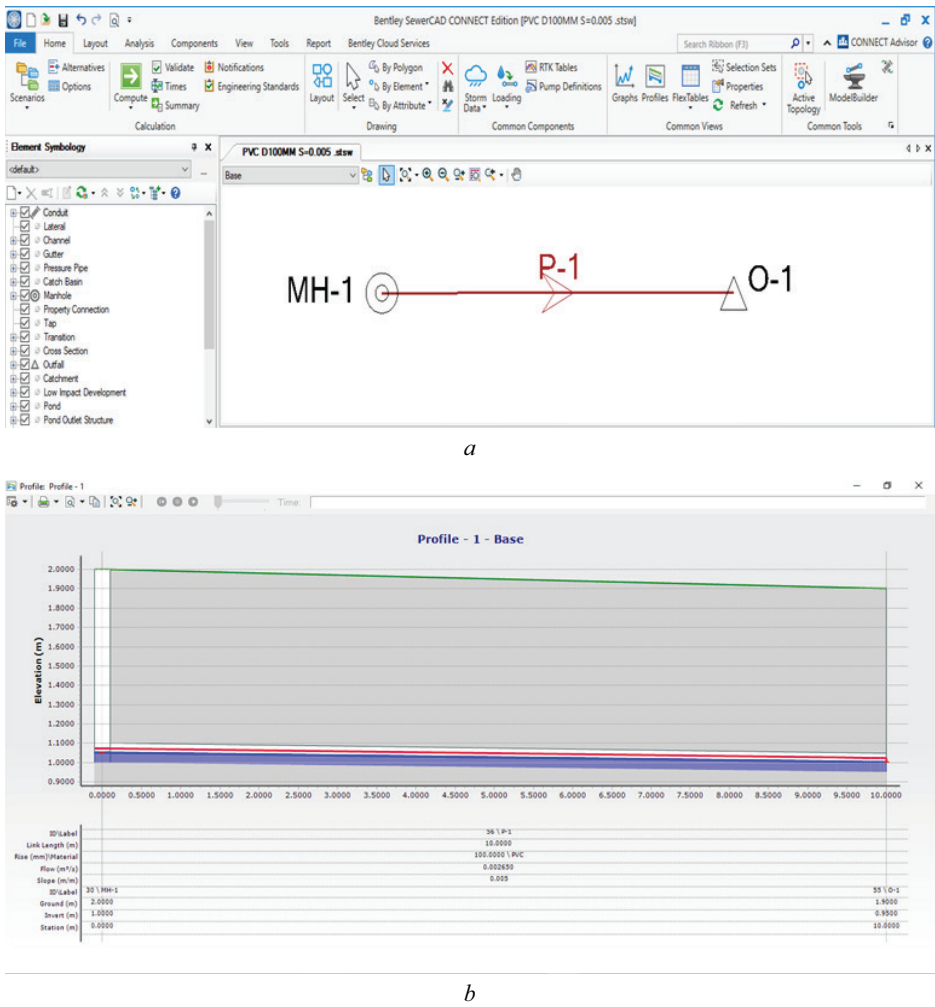 Bentley SewerCAD CONNECT Edition [PVC D100MM S=0.005 .stsw]
File Home Layout Analysis Components View Tools Report Bentley Cloud Services Search Ribbon (F3) CONNECT Advisor
Scenarios
Alternatives
Options
Compute
Validate
Times
Summary
Notifications
Engineering Standards
Calculation
Layout
Select
By Polygon
By Element
By Attribute
Drawing
Storm Data
Loading
RTK Tables
Pump Definitions
Common Components
Graphs Profiles FlexTables
Selection Sets
Properties
Refresh
Common Views
Active Topology
ModelBuilder
Common Tools
Element Symbology
<default>
Conduit
Lateral
Channel
Gutter
Pressure Pipe
Catch Basin
Manhole
Property Connection
Tap
Transition
Cross Section
Outfall
Catchment
Low Impact Development
Pond
Pond Outlet Structure
PVC D100MM S=0.005 .stsw
Base
MH-1 P-1 O-1
a
Profile: Profile - 1
Time:
Profile - 1 - Base
Elevation (m)
2.0000
1.9000
1.8000
1.7000
1.6000
1.5000
1.4000
1.3000
1.2000
1.1000
1.0000
0.9000
0.0000 0.5000 1.0000 1.5000 2.0000 2.5000 3.0000 3.5000 4.0000 4.5000 5.0000 5.5000 6.0000 6.5000 7.0000 7.5000 8.0000 8.5000 9.0000 9.5000 10.0000
ID\Label 36 \ P-1
Link Length (m) 10.0000
Rise (mm)\Material 100.0000 \ PVC
Flow (m³/s) 0.002650
Slope (m/m) 0.005
ID\Label 30 \ MH-1 55 \ O-1
Ground (m) 2.0000 1.9000
Invert (m) 1.0000 0.9500
Station (m) 0.0000 10.0000
b